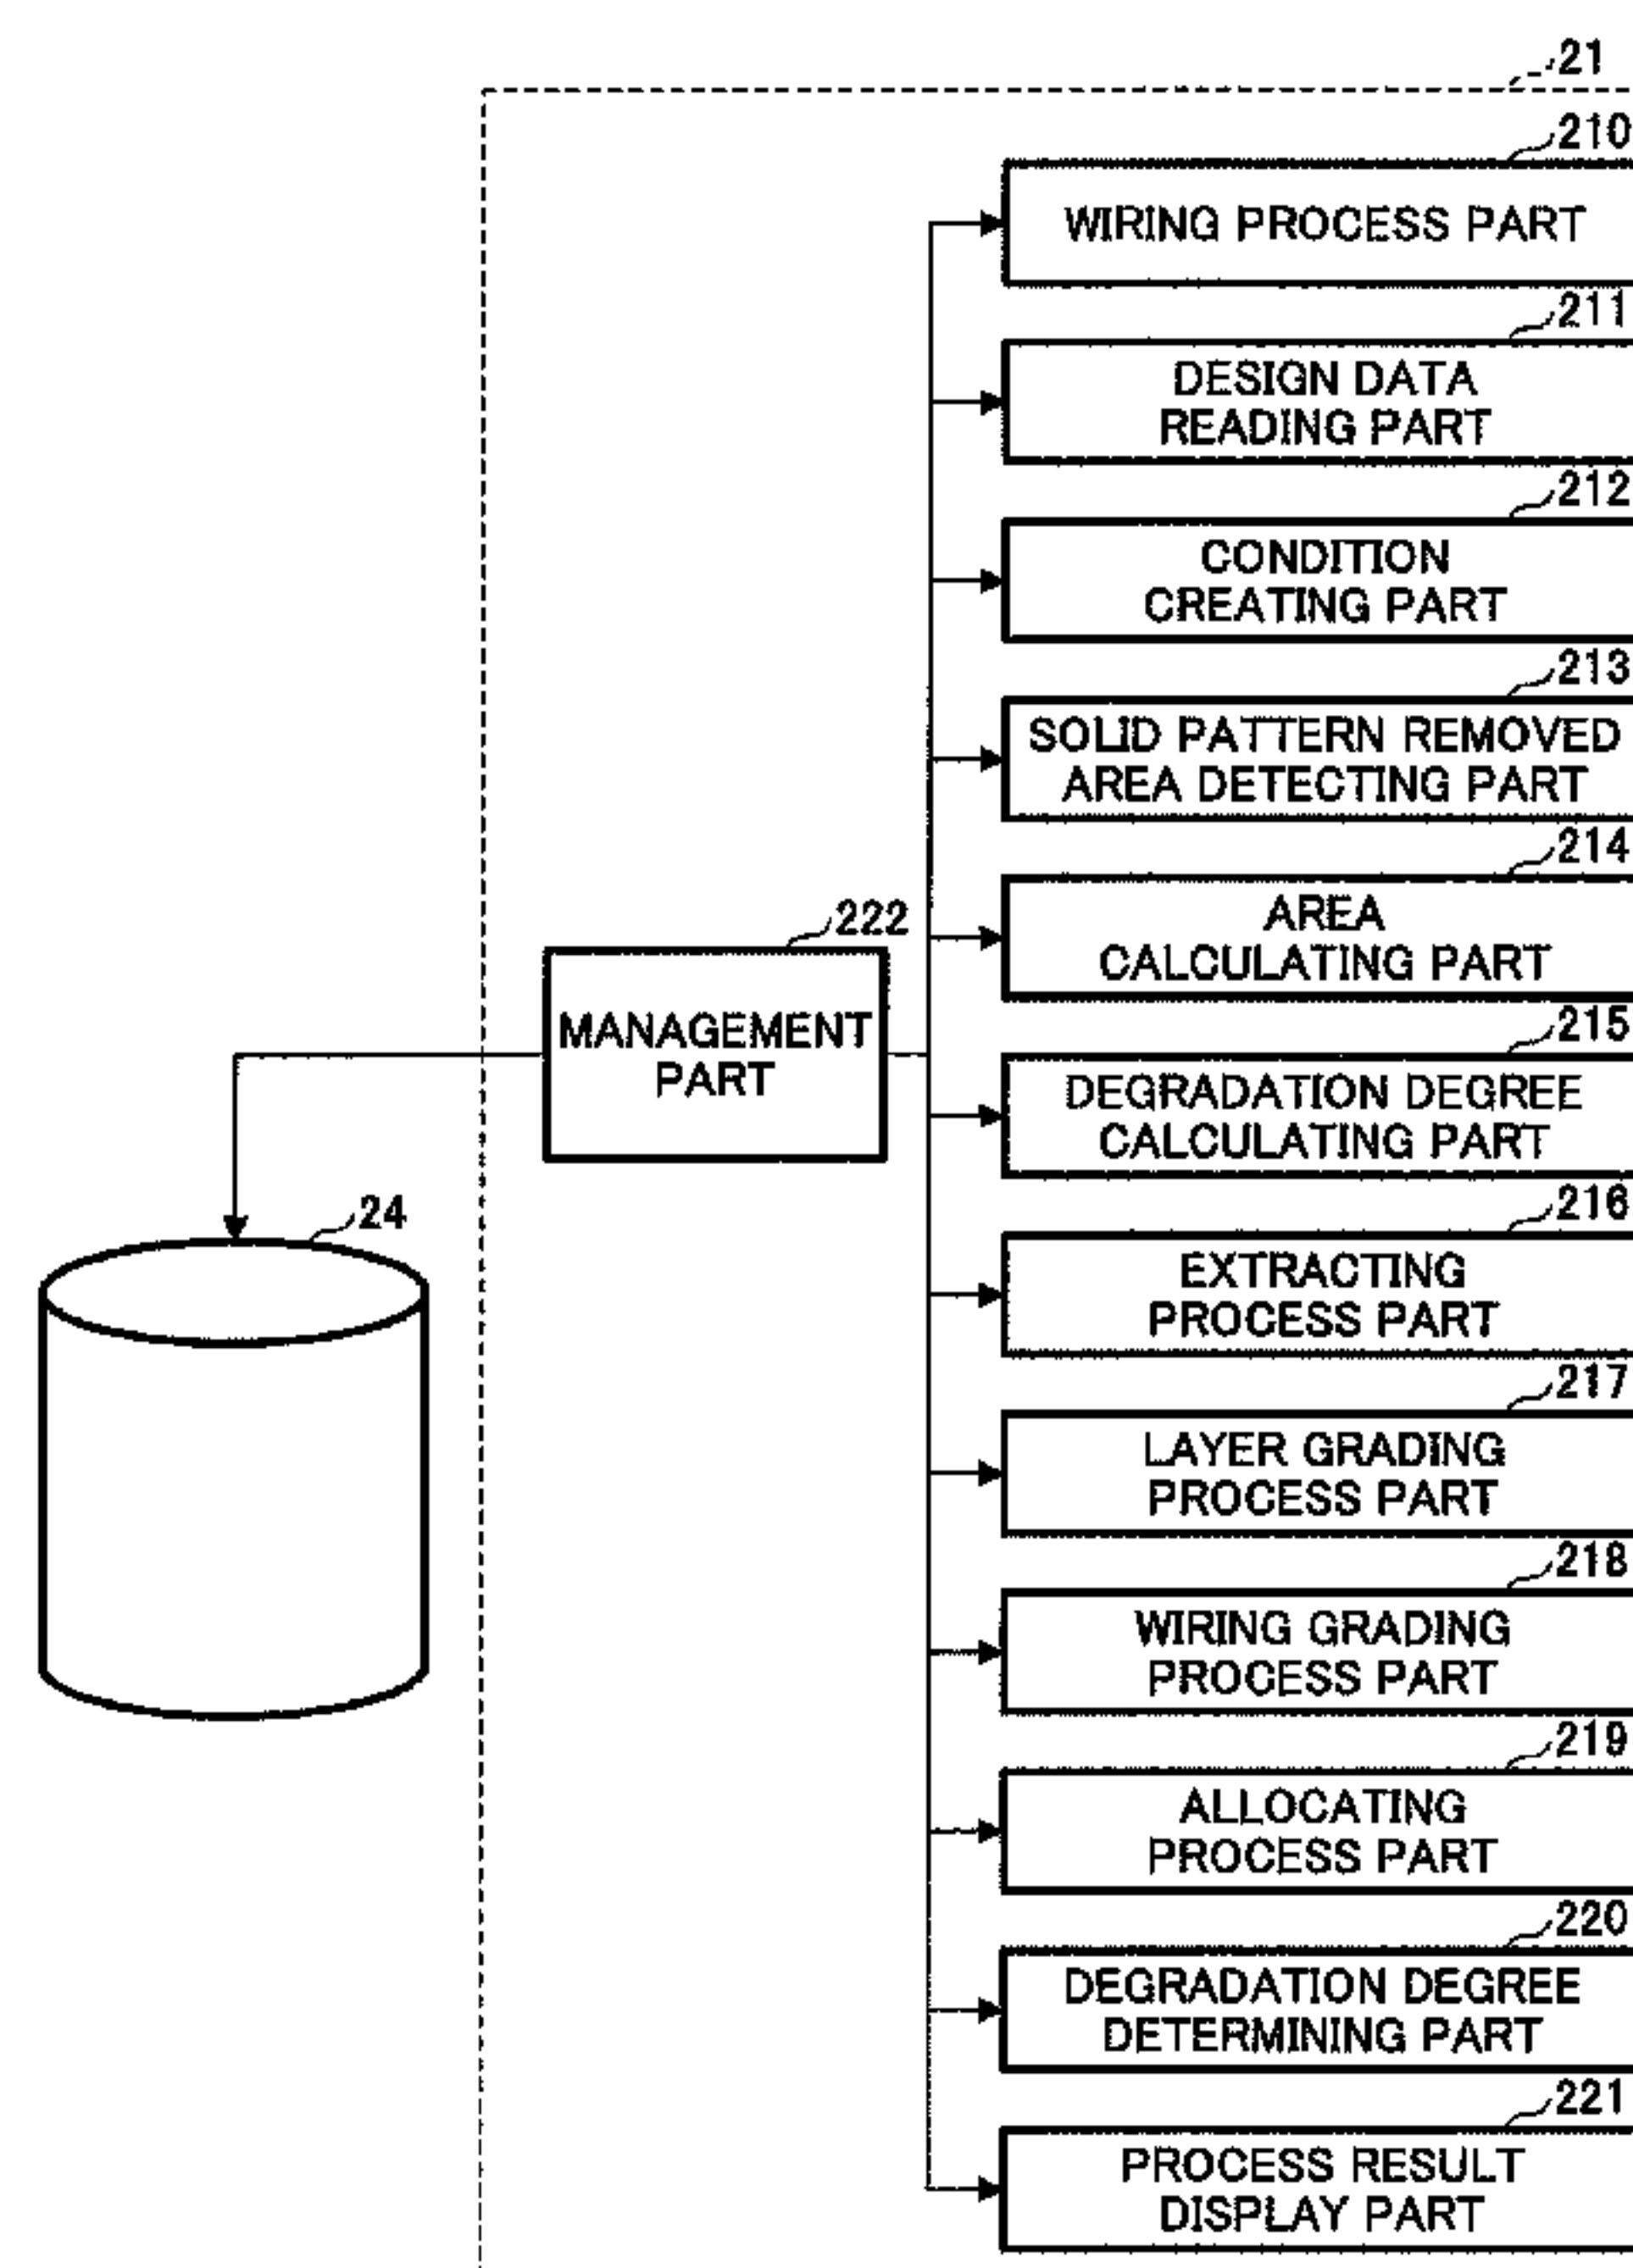 21
210
WIRING PROCESS PART
211
DESIGN DATA
READING PART
212
CONDITION
CREATING PART
213
SOLID PATTERN REMOVED
AREA DETECTING PART
214
AREA
CALCULATING PART
222
MANAGEMENT
PART
215
DEGRADATION DEGREE
CALCULATING PART
24
216
EXTRACTING
PROCESS PART
217
LAYER GRADING
PROCESS PART
218
WIRING GRADING
PROCESS PART
219
ALLOCATING
PROCESS PART
220
DEGRADATION DEGREE
DETERMINING PART
221
PROCESS RESULT
DISPLAY PART